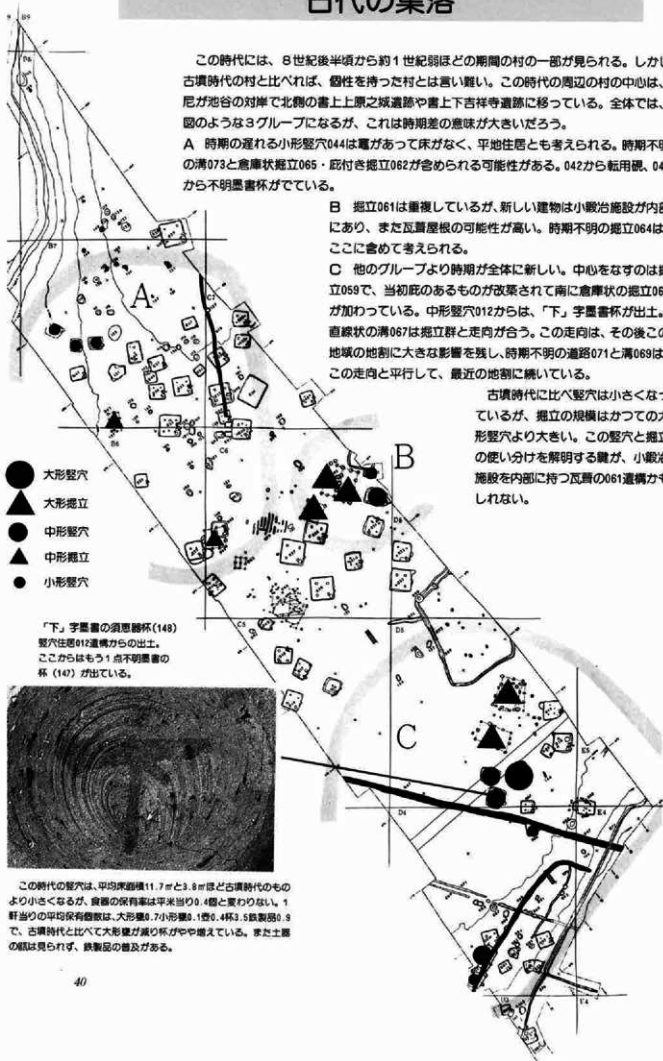 古代の集落
この時代には、8世紀後半頃から約1世紀弱ほどの期間の村の一部が見られる。しかし
古墳時代の村と比べれば、個性を持った村とは言い難い。この時代の周辺の村の中心は、
尼が池谷の対岸で北側の書上上原之城遺跡や書上下吉祥寺遺跡に移っている。全体では、
図のような3グループになるが、これは時期差の意味が大きいだろう。
A 時期の遅れる小形竪穴044は竈があって床がなく、平地住居とも考えられる。時期不明
の溝073と倉庫状掘立065・庇付き掘立062が含められる可能性がある。042から転用硯、04
から不明墨書杯がでている。
B 掘立061は重複しているが、新しい建物は小鍛冶施設が内部
にあり、また瓦葺屋根の可能性が高い。時期不明の掘立064は
ここに含めて考えられる。
C 他のグループより時期が全体に新しい。中心をなすのは掘
立059で、当初庇のあるものが改築されて南に倉庫状の掘立06
が加わっている。中形竪穴012からは、「下」字墨書杯が出土。
直線状の溝067は掘立群と走向が合う。この走向は、その後この
地域の地割に大きな影響を残し、時期不明の道路071と溝069は
この走向と平行して、最近の地割に続いている。
古墳時代に比べ竪穴は小さくなっ
ているが、掘立の規模はかつての大
形竪穴より大きい。この竪穴と掘立
の使い分けを解明する鍵が、小鍛冶
施設を内部に持つ瓦葺の061遺構かも
しれない。
A
B
C
大形竪穴
大形掘立
中形竪穴
中形掘立
小形竪穴
「下」字墨書の須恵器杯(148)
竪穴住居012遺構からの出土。
ここからはもう1点不明墨書の
杯(147)が出ている。
この時代の竪穴は、平均床面積11.7㎡と3.8㎡ほど古墳時代のもの
より小さくなるが、食器の保有率は平米当り0.4個と変わりない。1
軒当りの平均保有個数は、大形甕0.7小形甕0.1壺0.4杯3.5鉄製品0.9
で、古墳時代と比べて大形甕が減り杯がやや増えている。また土器
の甑は見られず、鉄製品の普及がある。
40
B9
D8
B7
C7
B6
C6
D6
C5
D5
E5
D4
E4